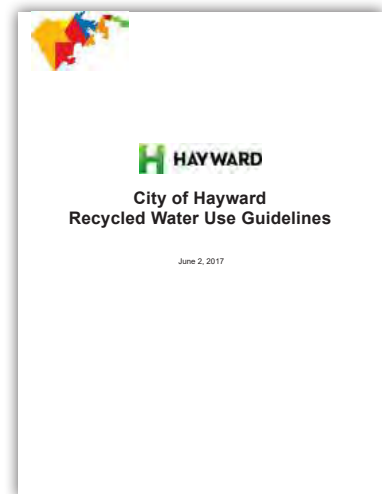 HAYWARD
City of Hayward
Recycled Water Use Guidelines
June 2, 2017